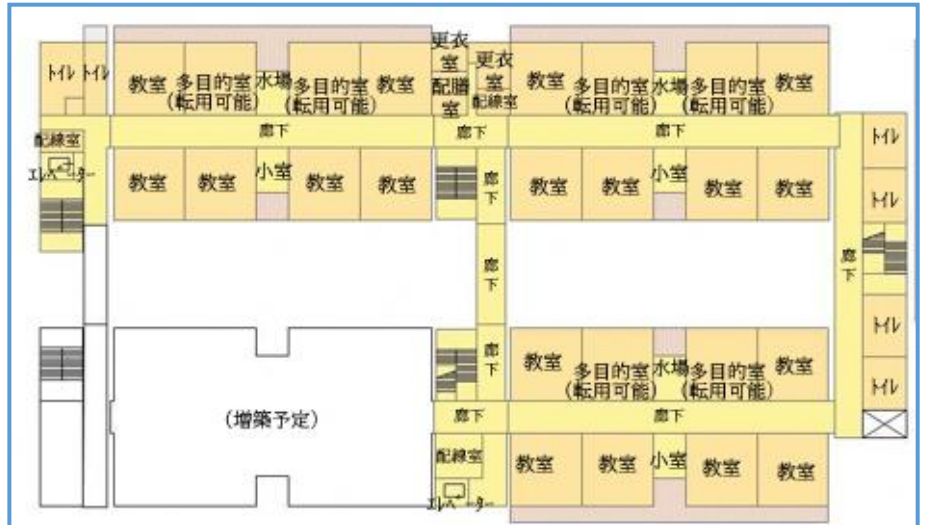 トイレ トイレ 教室 多目的室 水場 多目的室 教室 更衣室 更衣室 教室 多目的室 水場 多目的室 教室
(転用可能) (転用可能) 配膳室 配線室 (転用可能) (転用可能)
配線室 廊下 廊下 廊下 トイレ
エレベーター 教室 教室 小室 教室 教室 廊下 教室 教室 小室 教室 教室 トイレ
廊下 廊下
トイレ
教室 多目的室 水場 多目的室 教室
廊下 (転用可能) (転用可能) トイレ
(増築予定) 廊下 廊下
配線室 教室 教室 小室 教室 教室
エレベーター